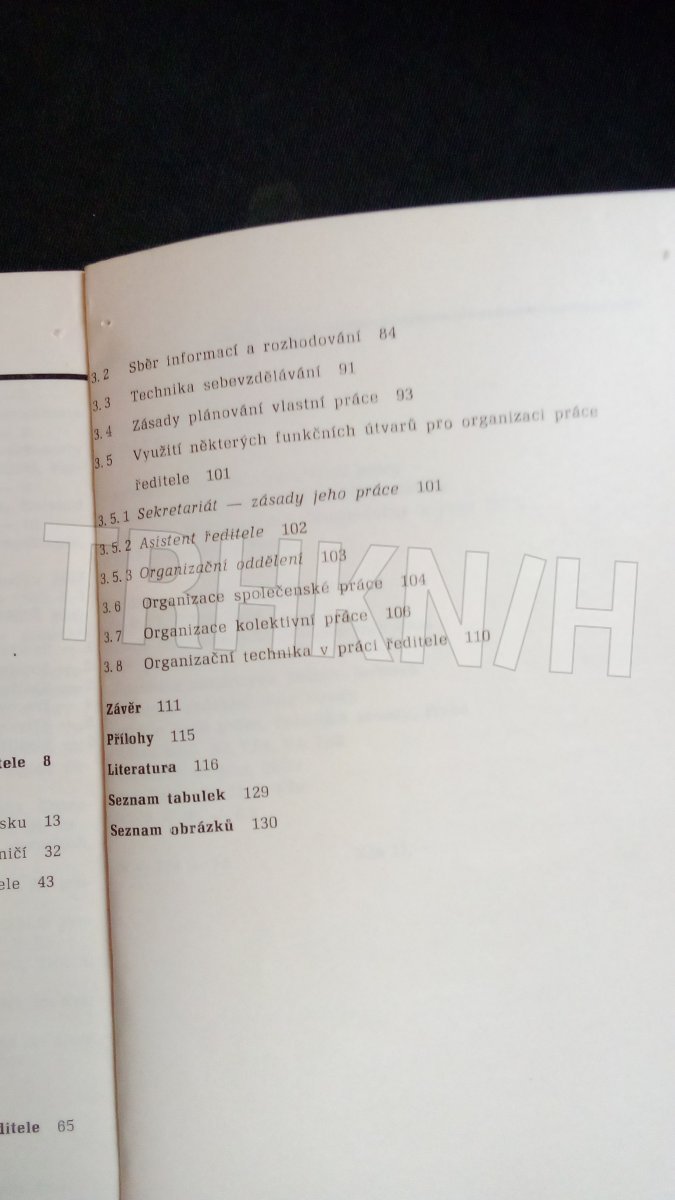 tele 8
sku 13
ničí 32
ele 43
ditele 65
3.2 Sběr informací a rozhodování 84
3.3 Technika sebevzdělávání 91
3.4 Zásady plánování vlastní práce 93
3.5 Využití některých funkčních útvarů pro organizaci práce
ředitele 101
3.5.1 Sekretariát — zásady jeho práce 101
3.5.2 Asistent ředitele 102
3.5.3 Organizační oddělení 103
3.6 Organizace společenské práce 104
3.7 Organizace kolektivní práce 106
3.8 Organizační technika v práci ředitele 110
Závěr 111
Přílohy 115
Literatura 116
Seznam tabulek 129
Seznam obrázků 130
TRHKNIH